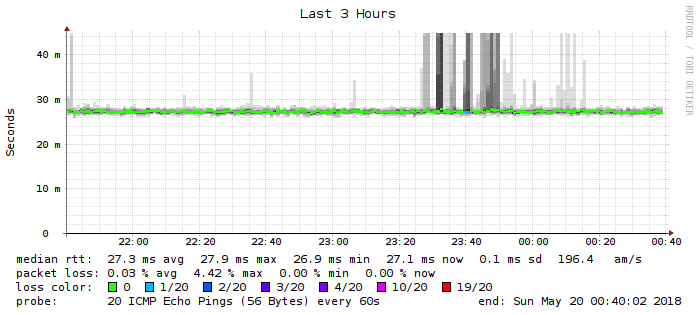 Last 3 Hours
RRDTOOL / TOBI OETIKER
Seconds
40 m
30 m
20 m
10 m
0
22:00 22:20 22:40 23:00 23:20 23:40 00:00 00:20 00:40
median rtt: 27.3 ms avg 27.9 ms max 26.9 ms min 27.1 ms now 0.1 ms sd 196.4 am/s
packet loss: 0.03 % avg 4.42 % max 0.00 % min 0.00 % now
loss color: 0 1/20 2/20 3/20 4/20 10/20 19/20
probe: 20 ICMP Echo Pings (56 Bytes) every 60s end: Sun May 20 00:40:02 2018